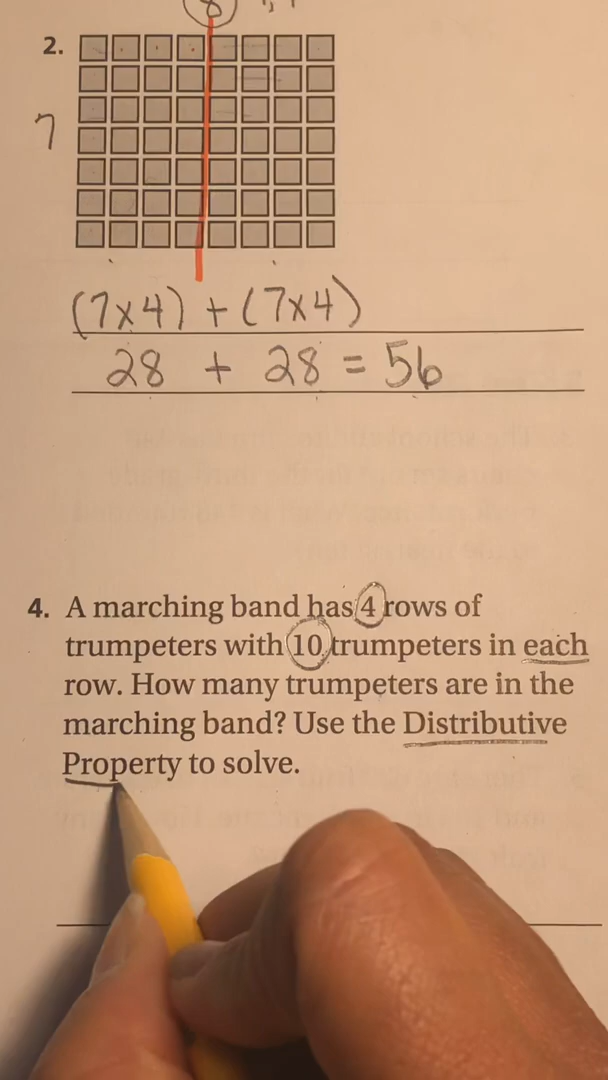 8
2.
7
(7x4) + (7x4)
28 + 28 = 56
4. A marching band has 4 rows of
trumpeters with 10 trumpeters in each
row. How many trumpeters are in the
marching band? Use the Distributive
Property to solve.